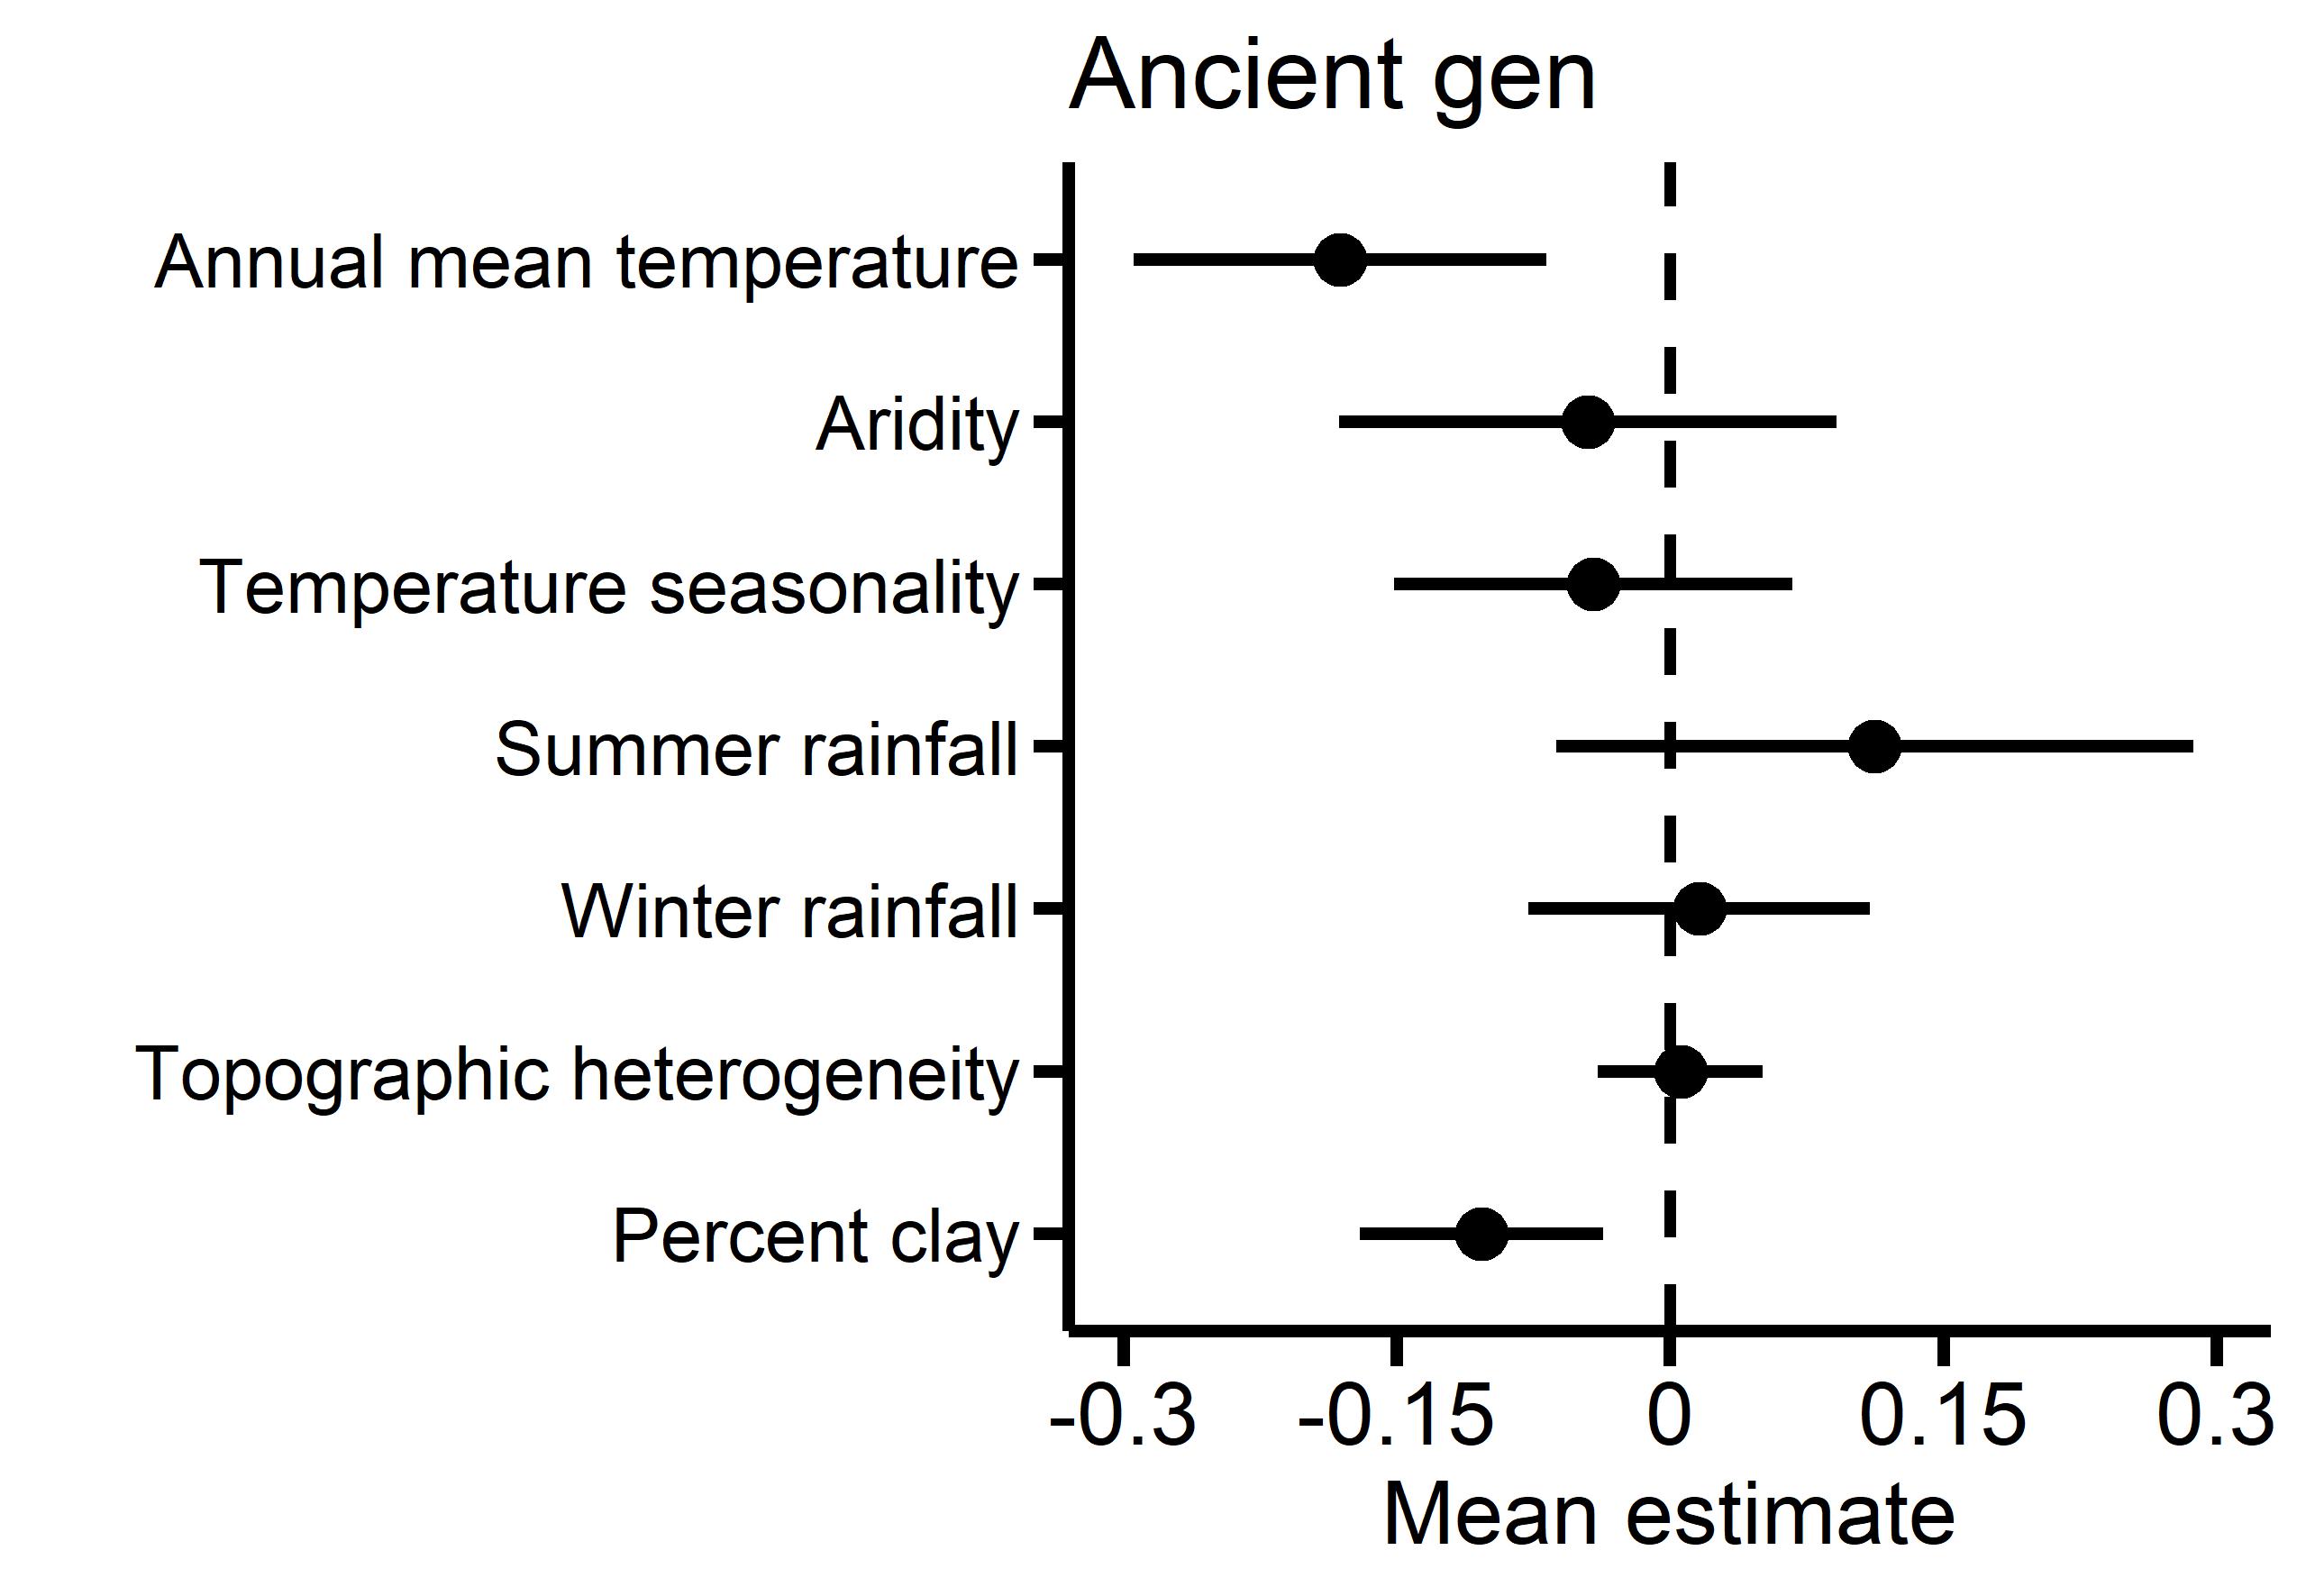 Ancient gen
Annual mean temperature
Aridity
Temperature seasonality
Summer rainfall
Winter rainfall
Topographic heterogeneity
Percent clay
-0.3 -0.15 0 0.15 0.3
Mean estimate